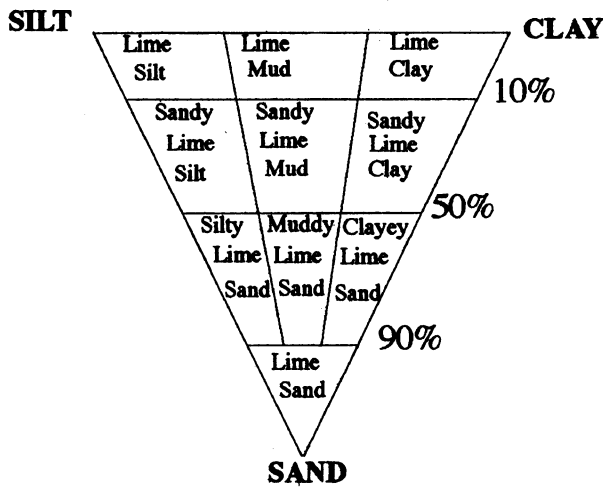 SILT
CLAY
Lime
Silt
Lime
Mud
Lime
Clay
10%
Sandy
Lime
Silt
Sandy
Lime
Mud
Sandy
Lime
Clay
50%
Silty
Lime
Sand
Muddy
Lime
Sand
Clayey
Lime
Sand
90%
Lime
Sand
SAND